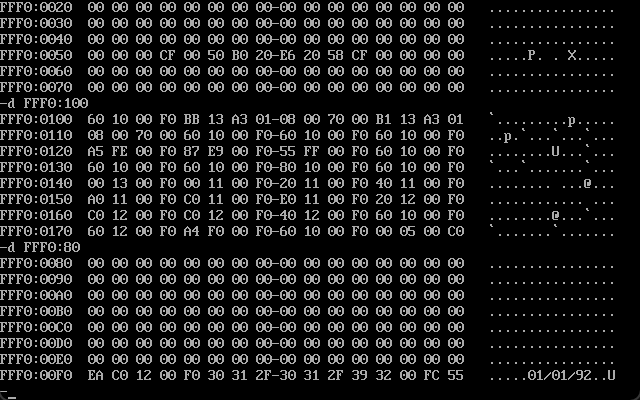 FFF0:0020  00 00 00 00 00 00 00 00-00 00 00 00 00 00 00 00   ................
FFF0:0030  00 00 00 00 00 00 00 00-00 00 00 00 00 00 00 00   ................
FFF0:0040  00 00 00 00 00 00 00 00-00 00 00 00 00 00 00 00   ................
FFF0:0050  00 00 00 CF 00 50 B0 20-E6 20 58 CF 00 00 00 00   .....P. . X.....
FFF0:0060  00 00 00 00 00 00 00 00-00 00 00 00 00 00 00 00   ................
FFF0:0070  00 00 00 00 00 00 00 00-00 00 00 00 00 00 00 00   ................
-d FFF0:100
FFF0:0100  60 10 00 F0 BB 13 A3 01-08 00 70 00 B1 13 A3 01   `.........p.....
FFF0:0110  08 00 70 00 60 10 00 F0-60 10 00 F0 60 10 00 F0   ..p.`...`...`...
FFF0:0120  A5 FE 00 F0 87 E9 00 F0-55 FF 00 F0 60 10 00 F0   ........U...`...
FFF0:0130  60 10 00 F0 60 10 00 F0-80 10 00 F0 60 10 00 F0   `...`.......`...
FFF0:0140  00 13 00 F0 00 11 00 F0-20 11 00 F0 40 11 00 F0   ........ ...@...
FFF0:0150  A0 11 00 F0 C0 11 00 F0-E0 11 00 F0 20 12 00 F0   ............ ...
FFF0:0160  C0 12 00 F0 C0 12 00 F0-40 12 00 F0 60 10 00 F0   ........@...`...
FFF0:0170  60 12 00 F0 A4 F0 00 F0-60 10 00 F0 00 05 00 C0   `.......`.......
-d FFF0:80
FFF0:0080  00 00 00 00 00 00 00 00-00 00 00 00 00 00 00 00   ................
FFF0:0090  00 00 00 00 00 00 00 00-00 00 00 00 00 00 00 00   ................
FFF0:00A0  00 00 00 00 00 00 00 00-00 00 00 00 00 00 00 00   ................
FFF0:00B0  00 00 00 00 00 00 00 00-00 00 00 00 00 00 00 00   ................
FFF0:00C0  00 00 00 00 00 00 00 00-00 00 00 00 00 00 00 00   ................
FFF0:00D0  00 00 00 00 00 00 00 00-00 00 00 00 00 00 00 00   ................
FFF0:00E0  00 00 00 00 00 00 00 00-00 00 00 00 00 00 00 00   ................
FFF0:00F0  EA C0 12 00 F0 30 31 2F-30 31 2F 39 32 00 FC 55   .....01/01/92..U
-_